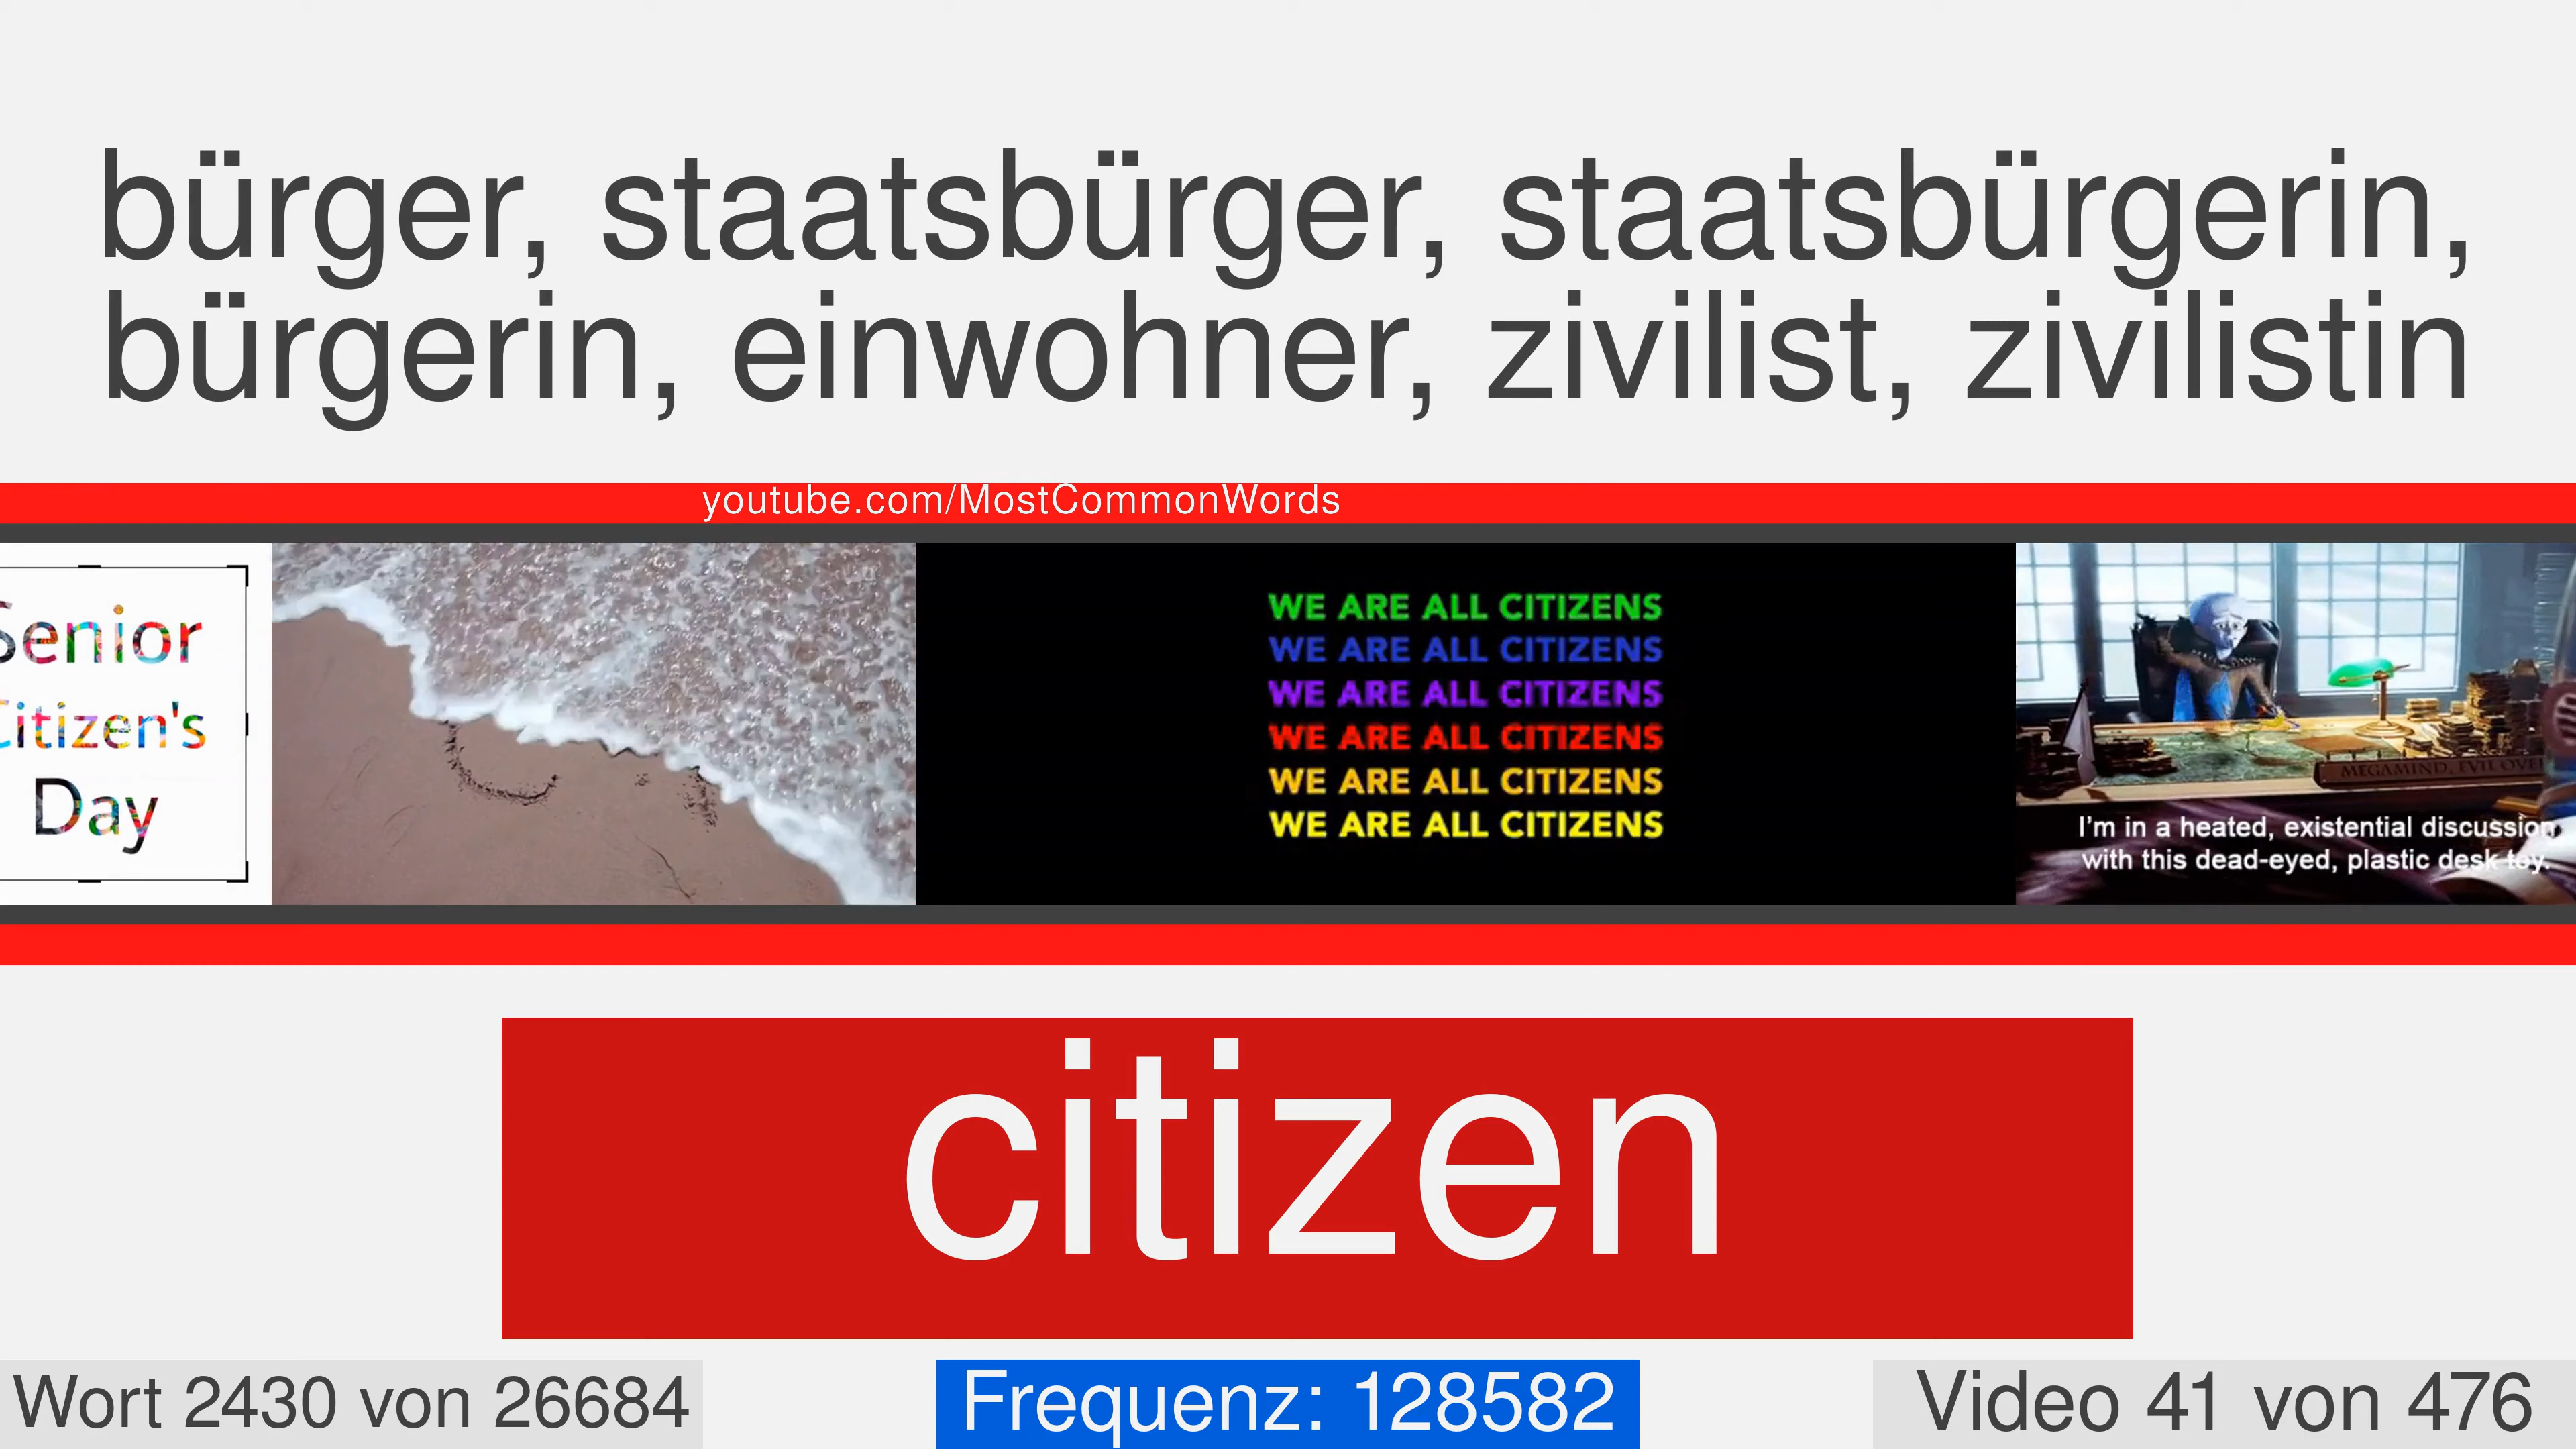 bürger, staatsbürger, staatsbürgerin,
bürgerin, einwohner, zivilist, zivilistin
youtube.com/MostCommonWords
Senior
Citizen's
Day
WE ARE ALL CITIZENS
WE ARE ALL CITIZENS
WE ARE ALL CITIZENS
WE ARE ALL CITIZENS
WE ARE ALL CITIZENS
WE ARE ALL CITIZENS
MEGAMIND, EVIL
I'm in a heated, existential discussion
with this dead-eyed, plastic desk toy.
citizen
Wort 2430 von 26684
Frequenz: 128582
Video 41 von 476